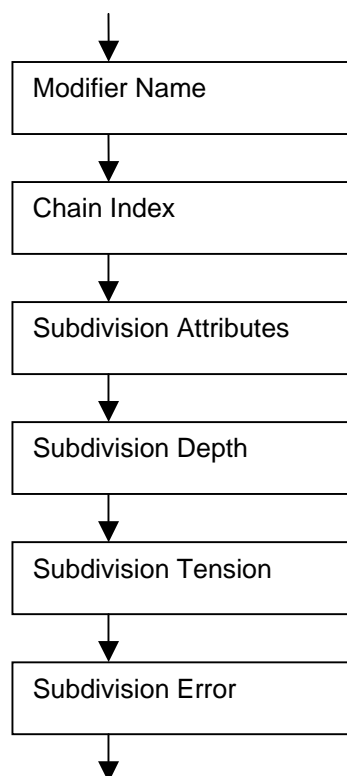 Modifier Name
Chain Index
Subdivision Attributes
Subdivision Depth
Subdivision Tension
Subdivision Error